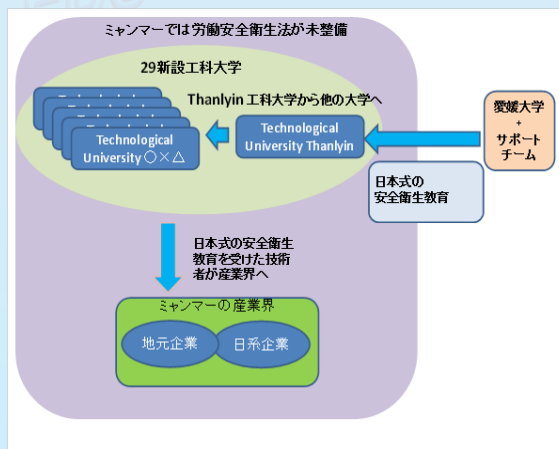 ミャンマーでは労働安全衛生法が未整備
29新設工科大学
Thanlyin 工科大学から他の大学へ
Technological
University ○×△
Technological
University Thanlyin
愛媛大学
+
サポート
チーム
日本式の
安全衛生教育
日本式の安全衛生
教育を受けた技術
者が産業界へ
ミャンマーの産業界
地元企業
日系企業